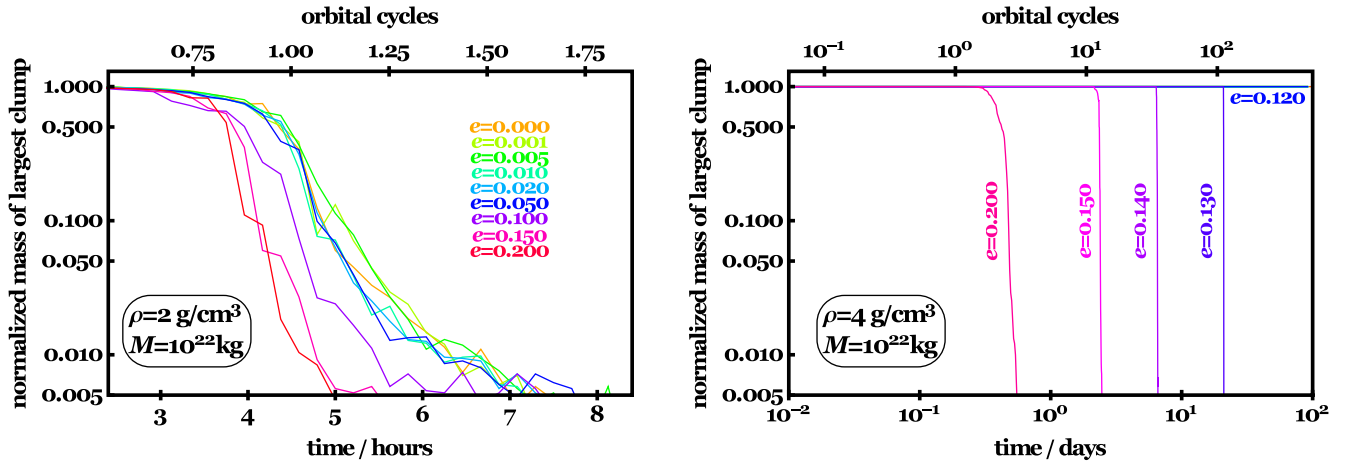 orbital cycles
0.75 1.00 1.25 1.50 1.75
normalized mass of largest clump
1.000
0.500
0.100
0.050
0.010
0.005
e=0.000
e=0.001
e=0.005
e=0.010
e=0.020
e=0.050
e=0.100
e=0.150
e=0.200
ρ=2 g/cm³
M=10²²kg
3 4 5 6 7 8
time / hours
orbital cycles
10⁻¹ 10⁰ 10¹ 10²
normalized mass of largest clump
1.000
0.500
0.100
0.050
0.010
0.005
e=0.120
e=0.200
e=0.150
e=0.140
e=0.130
ρ=4 g/cm³
M=10²²kg
10⁻² 10⁻¹ 10⁰ 10¹ 10²
time / days